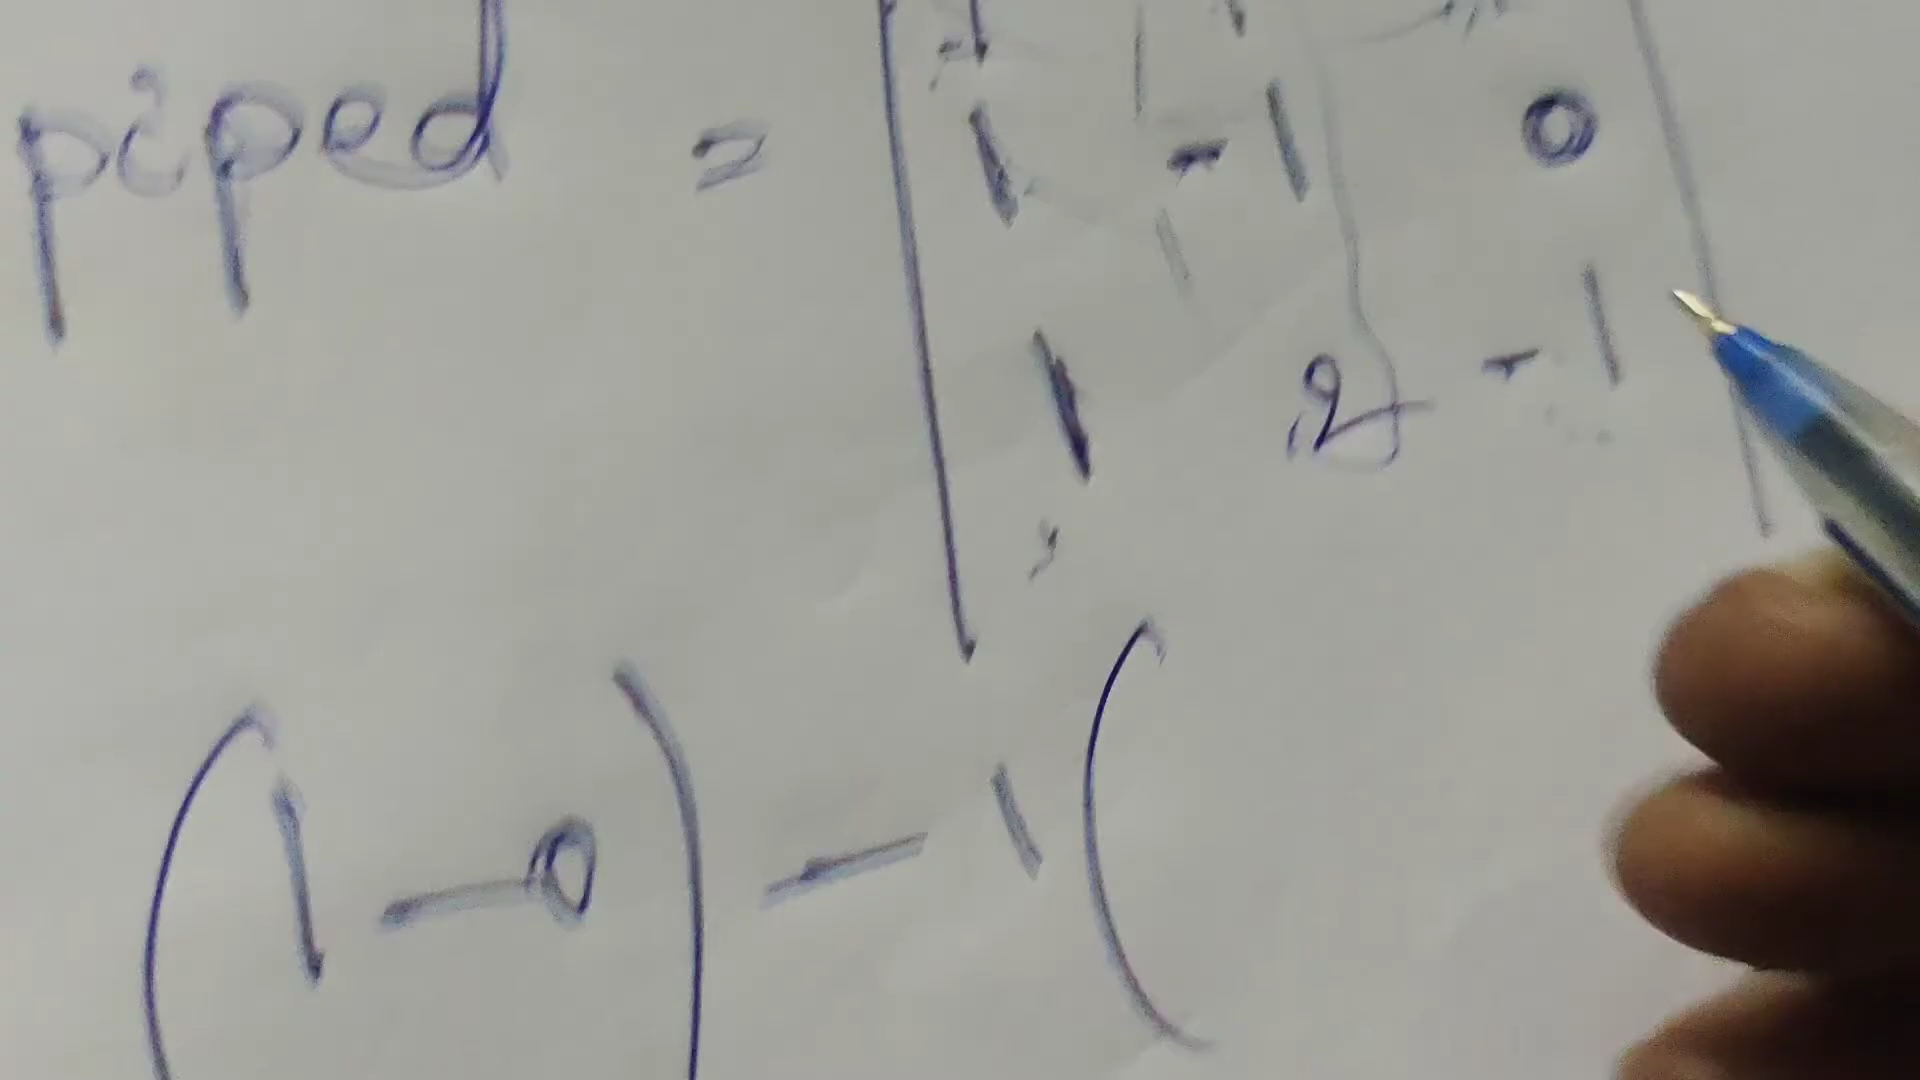 piped = 1 -1 0
1 2 -1
(1 - 0) - 1 (